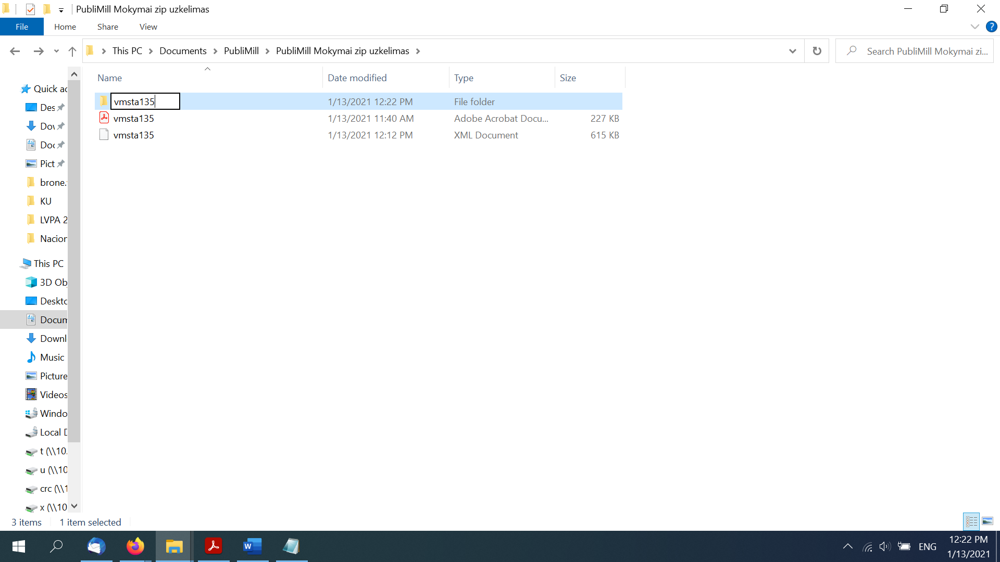 PubliMill Mokymai zip uzkelimas
File Home Share View
This PC Documents PubliMill PubliMill Mokymai zip uzkelimas
Search PubliMill Mokymai zi...
Name Date modified Type Size
vmsta135 1/13/2021 12:22 PM File folder
vmsta135 1/13/2021 11:40 AM Adobe Acrobat Docu... 227 KB
vmsta135 1/13/2021 12:12 PM XML Document 615 KB
Quick ac
Des
Dov
Doc
Pict
brone.
KU
LVPA 2
Nacior
This PC
3D Obj
Deskto
Docum
Downl
Music
Picture
Videos
Windo
Local D
t (\\10.
u (\\10
crc (\\1
x (\\10
3 items 1 item selected
W
ENG
12:22 PM
1/13/2021